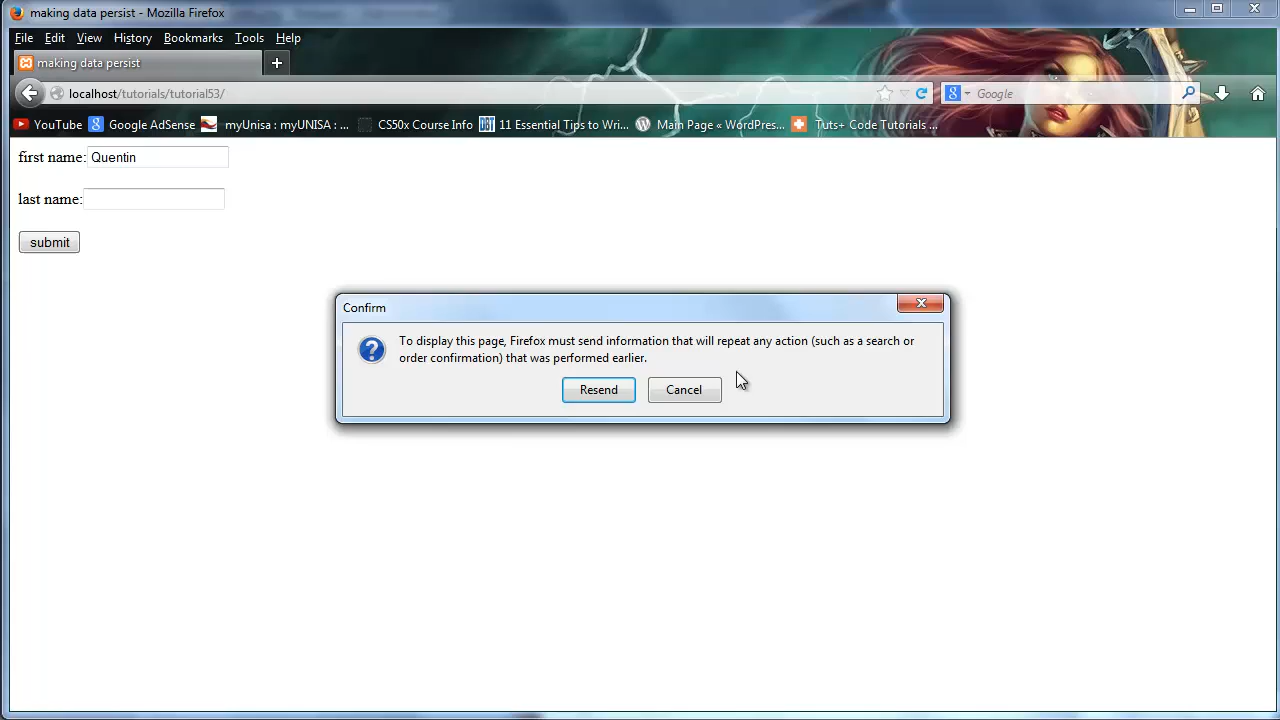 making data persist - Mozilla Firefox
File Edit View History Bookmarks Tools Help
making data persist
localhost/tutorials/tutorial53/ Google
YouTube Google AdSense myUnisa : myUNISA : ... CS50x Course Info DBT 11 Essential Tips to Wri... Main Page « WordPres... Tuts+ Code Tutorials ...
first name: Quentin
last name:
submit
Confirm
To display this page, Firefox must send information that will repeat any action (such as a search or
order confirmation) that was performed earlier.
Resend Cancel